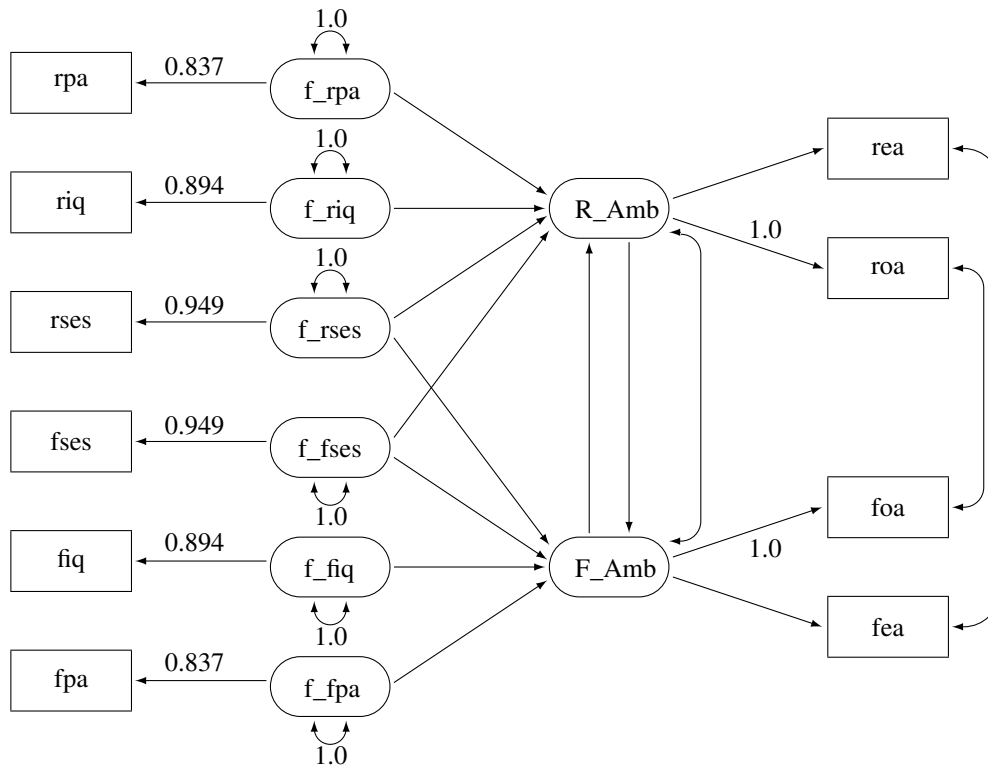 1.0
rpa
0.837
f_rpa
1.0
rea
riq
0.894
f_riq
R_Amb
1.0
1.0
roa
rses
0.949
f_rses
fses
0.949
f_fses
1.0
foa
1.0
fiq
0.894
f_fiq
F_Amb
1.0
fea
fpa
0.837
f_fpa
1.0